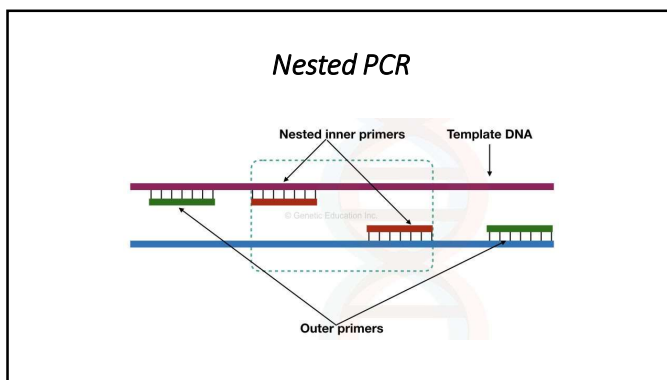 Nested PCR
Nested inner primers
Template DNA
© Genetic Education Inc.
Outer primers